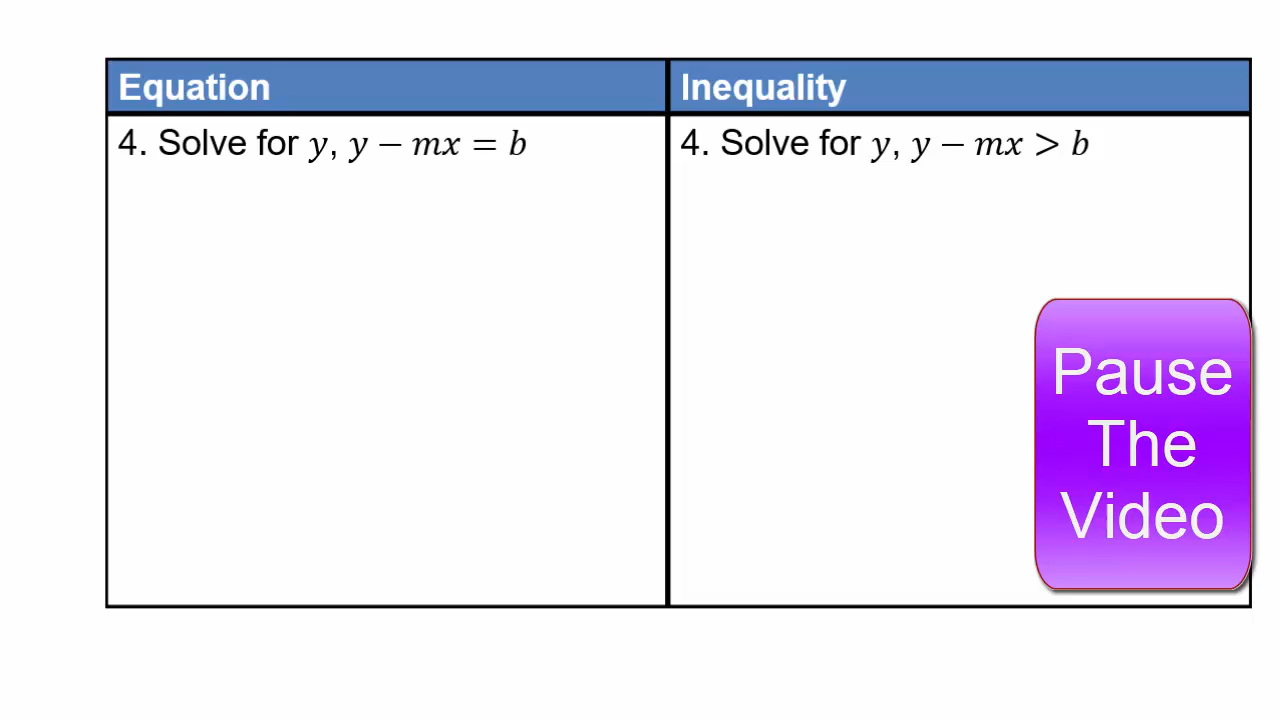 Equation
Inequality
4. Solve for y, y − mx = b
4. Solve for y, y − mx > b
Pause
The
Video